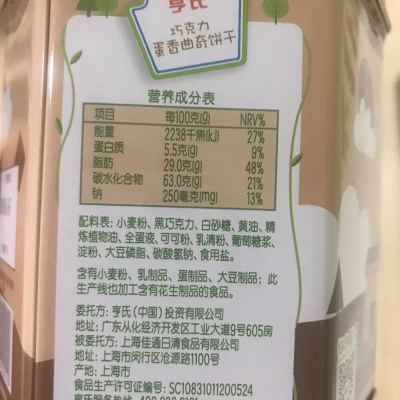 亨氏
巧克力
蛋香曲奇饼干
营养成分表
项目 每100克(g) NRV%
能量 2238千焦(kJ) 27%
蛋白质 5.5克(g) 9%
脂肪 29.0克(g) 48%
碳水化合物 63.0克(g) 21%
钠 250毫克(mg) 13%
配料表: 小麦粉、黑巧克力、白砂糖、黄油、精
炼植物油、全蛋液、可可粉、乳清粉、葡萄糖浆、
淀粉、大豆磷脂、碳酸氢钠、食用盐。
含有小麦粉、乳制品、蛋制品、大豆制品; 此
生产线也加工含有花生制品的食品。
委托方: 亨氏(中国)投资有限公司
地址: 广东从化经济开发区工业大道9号605房
被委托方: 上海佳通日清食品有限公司
地址: 上海市闵行区沧源路1100号
产地: 上海市
食品生产许可证编号: SC10831011200524
亨乐服务热线: